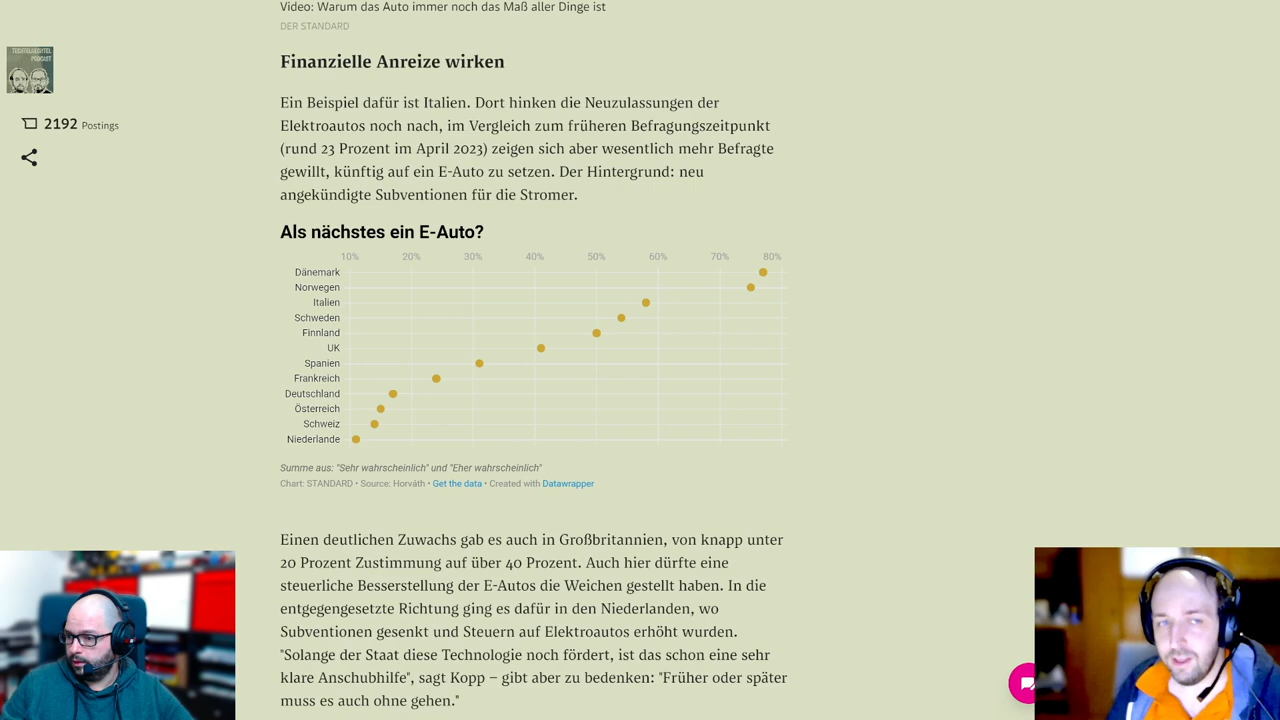 Video: Warum das Auto immer noch das Maß aller Dinge ist
DER STANDARD
TECHTELMECHTEL
PODCAST
2192 Postings
Finanzielle Anreize wirken
Ein Beispiel dafür ist Italien. Dort hinken die Neuzulassungen der
Elektroautos noch nach, im Vergleich zum früheren Befragungszeitpunkt
(rund 23 Prozent im April 2023) zeigen sich aber wesentlich mehr Befragte
gewillt, künftig auf ein E-Auto zu setzen. Der Hintergrund: neu
angekündigte Subventionen für die Stromer.
Als nächstes ein E-Auto?
10% 20% 30% 40% 50% 60% 70% 80%
Dänemark
Norwegen
Italien
Schweden
Finnland
UK
Spanien
Frankreich
Deutschland
Österreich
Schweiz
Niederlande
Summe aus: "Sehr wahrscheinlich" und "Eher wahrscheinlich"
Chart: STANDARD • Source: Horváth • Get the data • Created with Datawrapper
Einen deutlichen Zuwachs gab es auch in Großbritannien, von knapp unter
20 Prozent Zustimmung auf über 40 Prozent. Auch hier dürfte eine
steuerliche Besserstellung der E-Autos die Weichen gestellt haben. In die
entgegengesetzte Richtung ging es dafür in den Niederlanden, wo
Subventionen gesenkt und Steuern auf Elektroautos erhöht wurden.
"Solange der Staat diese Technologie noch fördert, ist das schon eine sehr
klare Anschubhilfe", sagt Kopp – gibt aber zu bedenken: "Früher oder später
muss es auch ohne gehen."